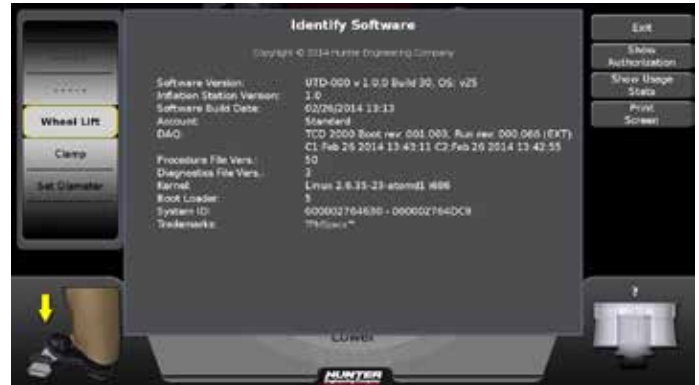 Identify Software
Copyright © 2014 Hunter Engineering Company
Software Version: UTD-000 v 1.0.0 Build 30, OS: v25
Inflation Station Version: 1.0
Software Build Date: 02/26/2014 13:13
Account: Standard
DAQ: TCD 2000 Boot rev: 001.003, Run rev: 000.066 (EXT)
C1:Feb 26 2014 13:43:11 C2:Feb 26 2014 13:42:55
Procedure File Vers.: 50
Diagnostics File Vers.: 3
Kernel: Linux 2.6.35-23-atomd1 i686
Boot Loader: 5
System ID:
Trademarks: TPMSpecs™
Wheel Lift
Clamp
Set Diameter
Exit
Show
Authorization
Show Usage
Stats
Print
Screen
?
Lower
HUNTER